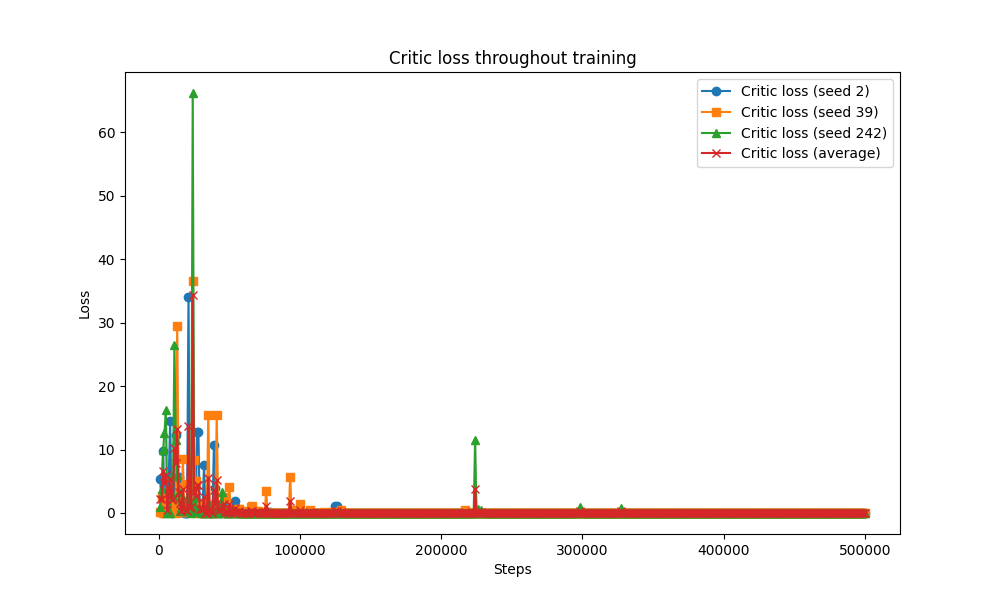 Critic loss throughout training
Critic loss (seed 2)
Critic loss (seed 39)
Critic loss (seed 242)
Critic loss (average)
Loss
60
50
40
30
20
10
0
0 100000 200000 300000 400000 500000
Steps